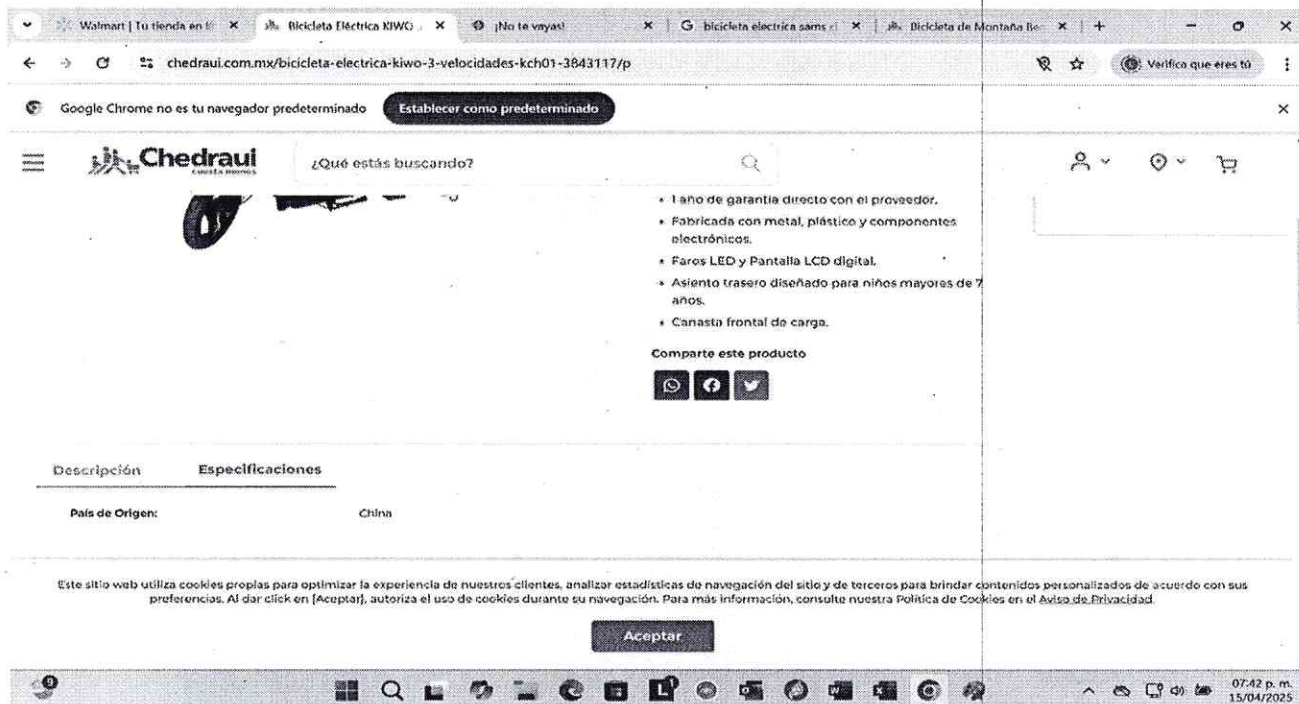 Walmart | Tu tienda en lí
Bicicleta Eléctrica KIWO
¡No te vayas!
bicicleta electrica sams cl
Bicicleta de Montaña Be
chedraui.com.mx/bicicleta-electrica-kiwo-3-velocidades-kch01-3843117/p
Verifica que eres tú
Google Chrome no es tu navegador predeterminado
Establecer como predeterminado
Chedraui
cuesta menos
¿Qué estás buscando?
• 1 año de garantía directo con el proveedor.
• Fabricada con metal, plástico y componentes
electrónicos.
• Faros LED y Pantalla LCD digital.
• Asiento trasero diseñado para niños mayores de 7
años.
• Canasta frontal de carga.
Comparte este producto
Descripción Especificaciones
País de Origen: China
Este sitio web utiliza cookies propias para optimizar la experiencia de nuestros clientes, analizar estadísticas de navegación del sitio y de terceros para brindar contenidos personalizados de acuerdo con sus
preferencias. Al dar click en [Aceptar], autoriza el uso de cookies durante su navegación. Para más información, consulte nuestra Política de Cookies en el Aviso de Privacidad.
Aceptar
9
07:42 p. m.
15/04/2025